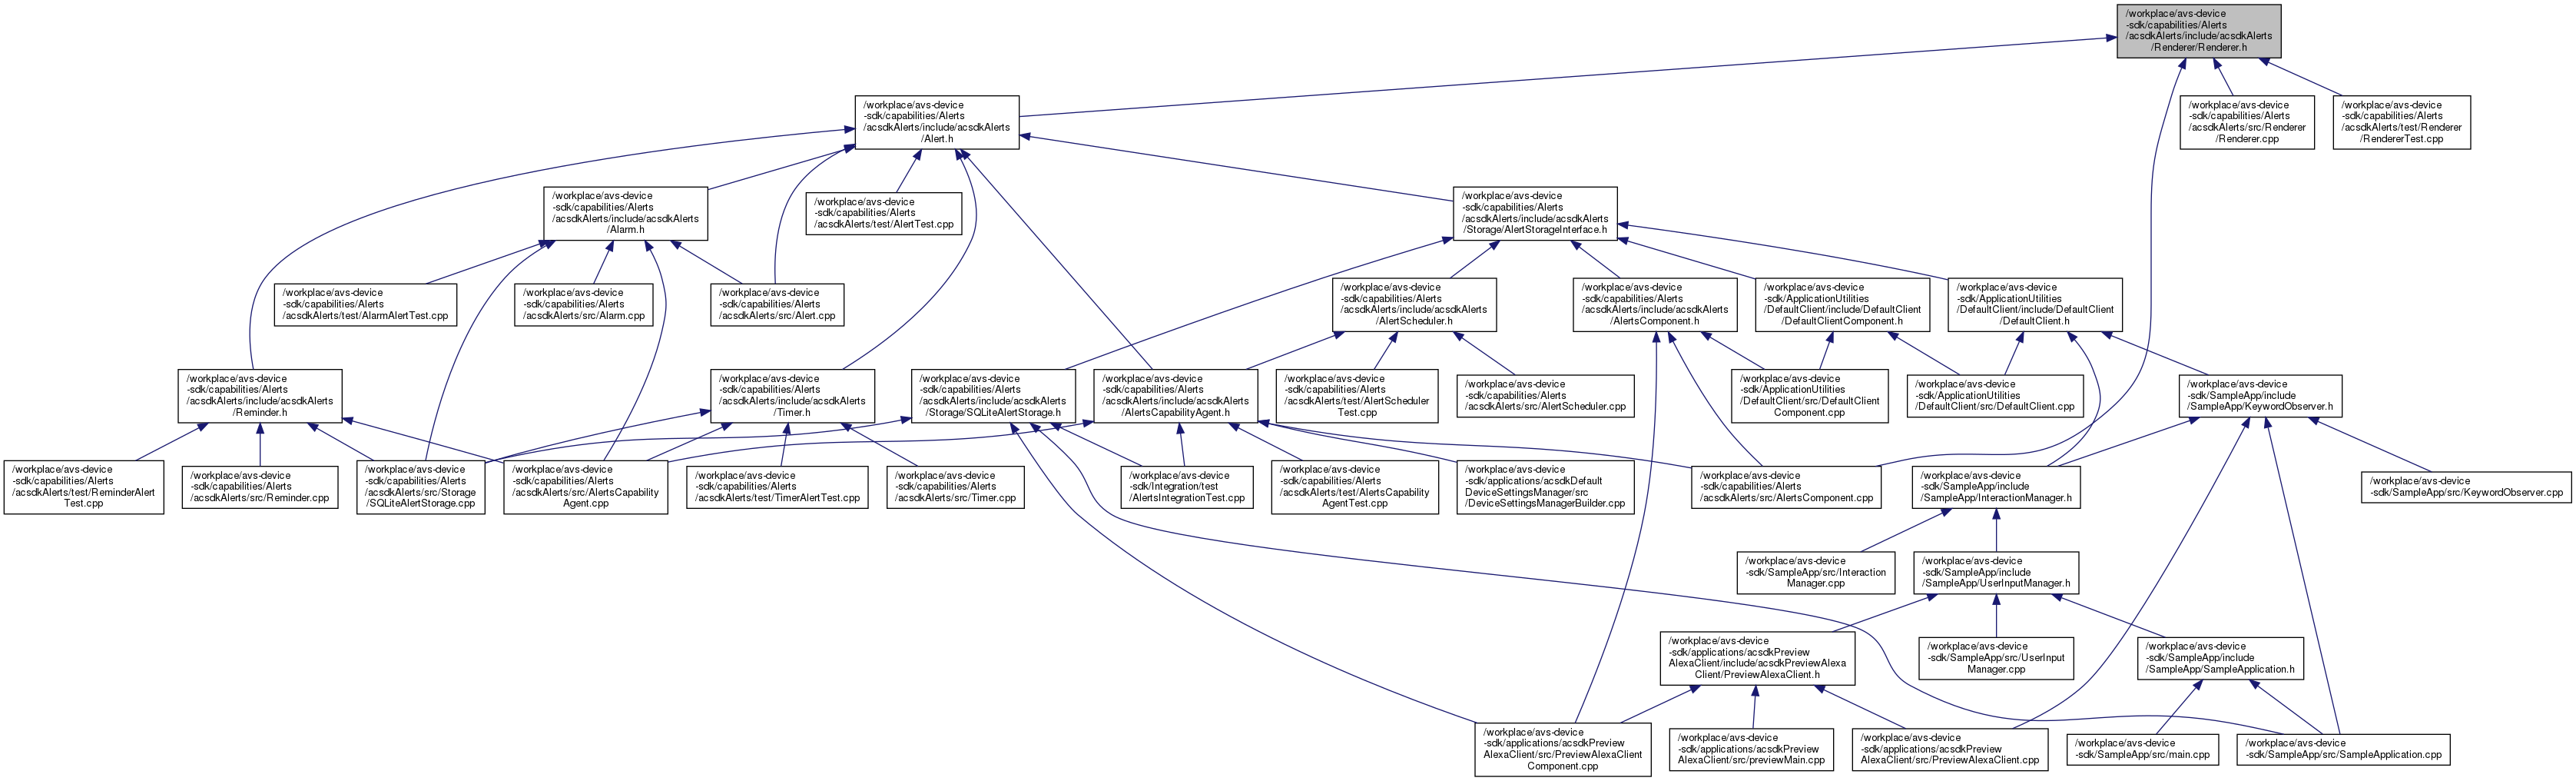 /workplace/avs-device
-sdk/capabilities/Alerts
/acsdkAlerts/include/acsdkAlerts
/Renderer/Renderer.h
/workplace/avs-device
-sdk/capabilities/Alerts
/acsdkAlerts/include/acsdkAlerts
/Alert.h
/workplace/avs-device
-sdk/capabilities/Alerts
/acsdkAlerts/src/Renderer
/Renderer.cpp
/workplace/avs-device
-sdk/capabilities/Alerts
/acsdkAlerts/test/Renderer
/RendererTest.cpp
/workplace/avs-device
-sdk/capabilities/Alerts
/acsdkAlerts/include/acsdkAlerts
/Alarm.h
/workplace/avs-device
-sdk/capabilities/Alerts
/acsdkAlerts/test/AlertTest.cpp
/workplace/avs-device
-sdk/capabilities/Alerts
/acsdkAlerts/include/acsdkAlerts
/Storage/AlertStorageInterface.h
/workplace/avs-device
-sdk/capabilities/Alerts
/acsdkAlerts/test/AlarmAlertTest.cpp
/workplace/avs-device
-sdk/capabilities/Alerts
/acsdkAlerts/src/Alarm.cpp
/workplace/avs-device
-sdk/capabilities/Alerts
/acsdkAlerts/src/Alert.cpp
/workplace/avs-device
-sdk/capabilities/Alerts
/acsdkAlerts/include/acsdkAlerts
/AlertScheduler.h
/workplace/avs-device
-sdk/capabilities/Alerts
/acsdkAlerts/include/acsdkAlerts
/AlertsComponent.h
/workplace/avs-device
-sdk/ApplicationUtilities
/DefaultClient/include/DefaultClient
/DefaultClientComponent.h
/workplace/avs-device
-sdk/ApplicationUtilities
/DefaultClient/include/DefaultClient
/DefaultClient.h
/workplace/avs-device
-sdk/capabilities/Alerts
/acsdkAlerts/include/acsdkAlerts
/Reminder.h
/workplace/avs-device
-sdk/capabilities/Alerts
/acsdkAlerts/include/acsdkAlerts
/Timer.h
/workplace/avs-device
-sdk/capabilities/Alerts
/acsdkAlerts/include/acsdkAlerts
/Storage/SQLiteAlertStorage.h
/workplace/avs-device
-sdk/capabilities/Alerts
/acsdkAlerts/include/acsdkAlerts
/AlertsCapabilityAgent.h
/workplace/avs-device
-sdk/capabilities/Alerts
/acsdkAlerts/test/AlertScheduler
Test.cpp
/workplace/avs-device
-sdk/capabilities/Alerts
/acsdkAlerts/src/AlertScheduler.cpp
/workplace/avs-device
-sdk/ApplicationUtilities
/DefaultClient/src/DefaultClient
Component.cpp
/workplace/avs-device
-sdk/ApplicationUtilities
/DefaultClient/src/DefaultClient.cpp
/workplace/avs-device
-sdk/SampleApp/include
/SampleApp/KeywordObserver.h
/workplace/avs-device
-sdk/capabilities/Alerts
/acsdkAlerts/test/ReminderAlert
Test.cpp
/workplace/avs-device
-sdk/capabilities/Alerts
/acsdkAlerts/src/Reminder.cpp
/workplace/avs-device
-sdk/capabilities/Alerts
/acsdkAlerts/src/Storage
/SQLiteAlertStorage.cpp
/workplace/avs-device
-sdk/capabilities/Alerts
/acsdkAlerts/src/AlertsCapability
Agent.cpp
/workplace/avs-device
-sdk/capabilities/Alerts
/acsdkAlerts/test/TimerAlertTest.cpp
/workplace/avs-device
-sdk/capabilities/Alerts
/acsdkAlerts/src/Timer.cpp
/workplace/avs-device
-sdk/Integration/test
/AlertsIntegrationTest.cpp
/workplace/avs-device
-sdk/capabilities/Alerts
/acsdkAlerts/test/AlertsCapability
AgentTest.cpp
/workplace/avs-device
-sdk/applications/acsdkDefault
DeviceSettingsManager/src
/DeviceSettingsManagerBuilder.cpp
/workplace/avs-device
-sdk/capabilities/Alerts
/acsdkAlerts/src/AlertsComponent.cpp
/workplace/avs-device
-sdk/SampleApp/include
/SampleApp/InteractionManager.h
/workplace/avs-device
-sdk/SampleApp/src/KeywordObserver.cpp
/workplace/avs-device
-sdk/SampleApp/src/Interaction
Manager.cpp
/workplace/avs-device
-sdk/SampleApp/include
/SampleApp/UserInputManager.h
/workplace/avs-device
-sdk/applications/acsdkPreview
AlexaClient/include/acsdkPreviewAlexa
Client/PreviewAlexaClient.h
/workplace/avs-device
-sdk/SampleApp/src/UserInput
Manager.cpp
/workplace/avs-device
-sdk/SampleApp/include
/SampleApp/SampleApplication.h
/workplace/avs-device
-sdk/applications/acsdkPreview
AlexaClient/src/PreviewAlexaClient
Component.cpp
/workplace/avs-device
-sdk/applications/acsdkPreview
AlexaClient/src/previewMain.cpp
/workplace/avs-device
-sdk/applications/acsdkPreview
AlexaClient/src/PreviewAlexaClient.cpp
/workplace/avs-device
-sdk/SampleApp/src/main.cpp
/workplace/avs-device
-sdk/SampleApp/src/SampleApplication.cpp